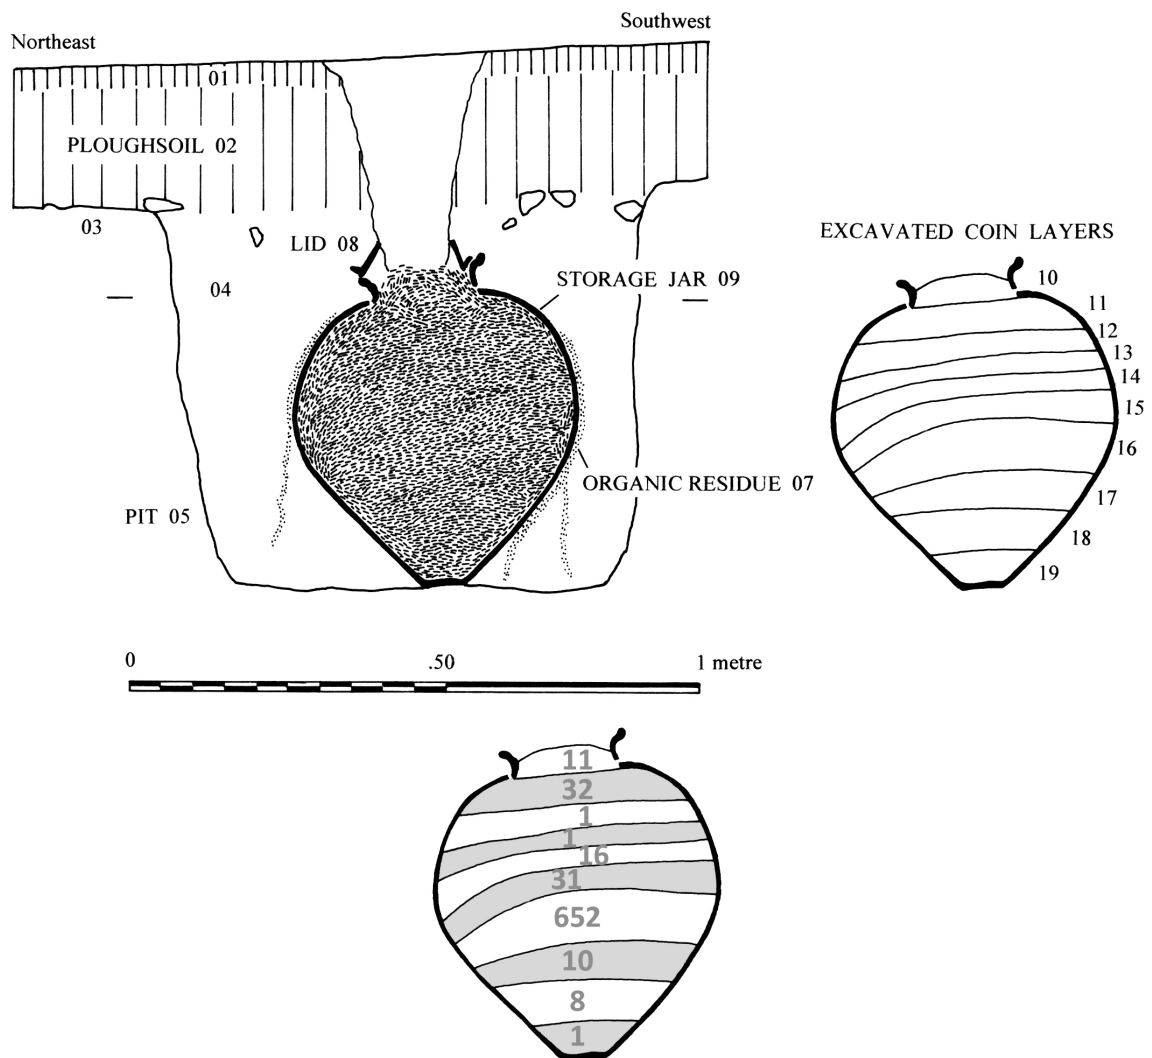 Northeast
Southwest
01
PLOUGHSOIL 02
03
LID 08
04
STORAGE JAR 09
ORGANIC RESIDUE 07
PIT 05
EXCAVATED COIN LAYERS
10
11
12
13
14
15
16
17
18
19
0 .50 1 metre
11
32
1
1
16
31
652
10
8
1